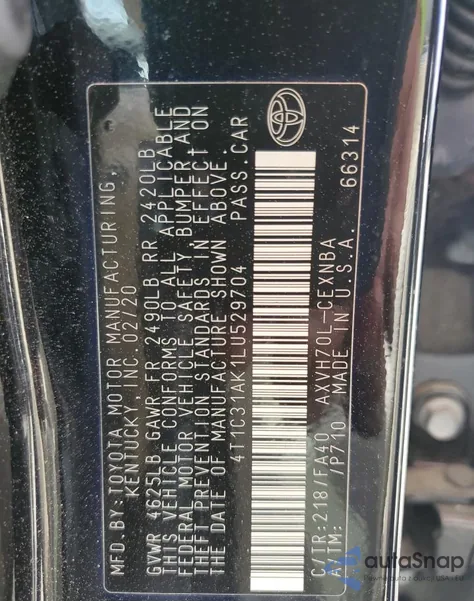 MFD.BY:TOYOTA MOTOR MANUFACTURING,
KENTUCKY, INC. 02/20
GVWR 4625LB GAWR FR 2490LB RR 2420LB
THIS VEHICLE CONFORMS TO ALL APPLICABLE
FEDERAL MOTOR VEHICLE SAFETY, BUMPER AND
THEFT PREVENTION STANDARDS IN EFFECT ON
THE DATE OF MANUFACTURE SHOWN ABOVE.
4T1C31AK1LU529704 PASS.CAR
C/TR:218/FA40 AXVH70L-CEXNBA
A/TM: /P710 MADE IN U.S.A. 66314
autoSnap